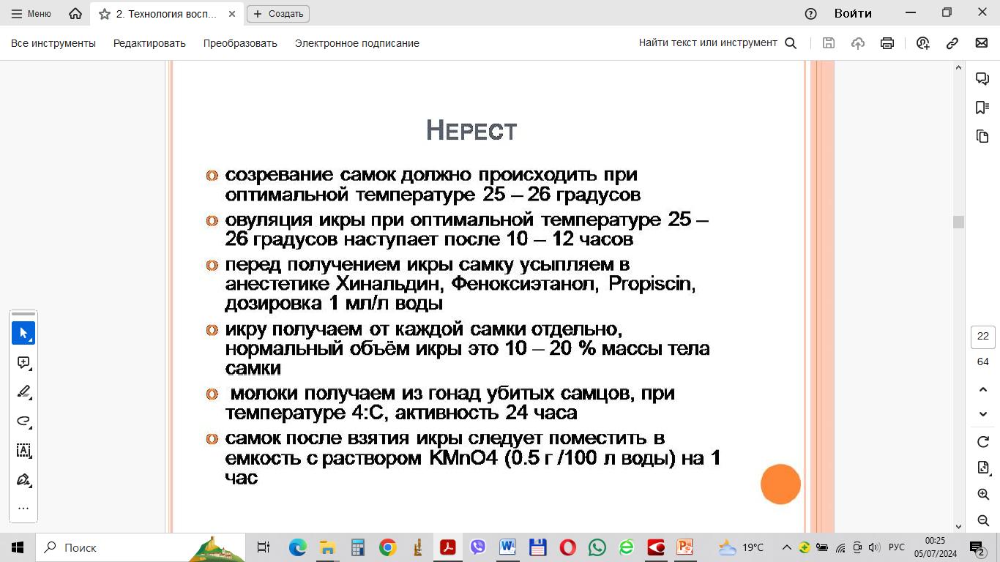 Меню
2. Технология восп...
Создать
Войти
Все инструменты
Редактировать
Преобразовать
Электронное подписание
Найти текст или инструмент
НЕРЕСТ
созревание самок должно происходить при
оптимальной температуре 25 – 26 градусов
овуляция икры при оптимальной температуре 25 –
26 градусов наступает после 10 – 12 часов
перед получением икры самку усыпляем в
анестетике Хинальдин, Феноксиэтанол, Propiscin,
дозировка 1 мл/л воды
икру получаем от каждой самки отдельно,
нормальный объём икры это 10 – 20 % массы тела
самки
молоки получаем из гонад убитых самцов, при
температуре 4:С, активность 24 часа
самок после взятия икры следует поместить в
емкость с раствором KMnO4 (0.5 г /100 л воды) на 1
час
22
64
Поиск
19°C
РУС
00:25
05/07/2024
2